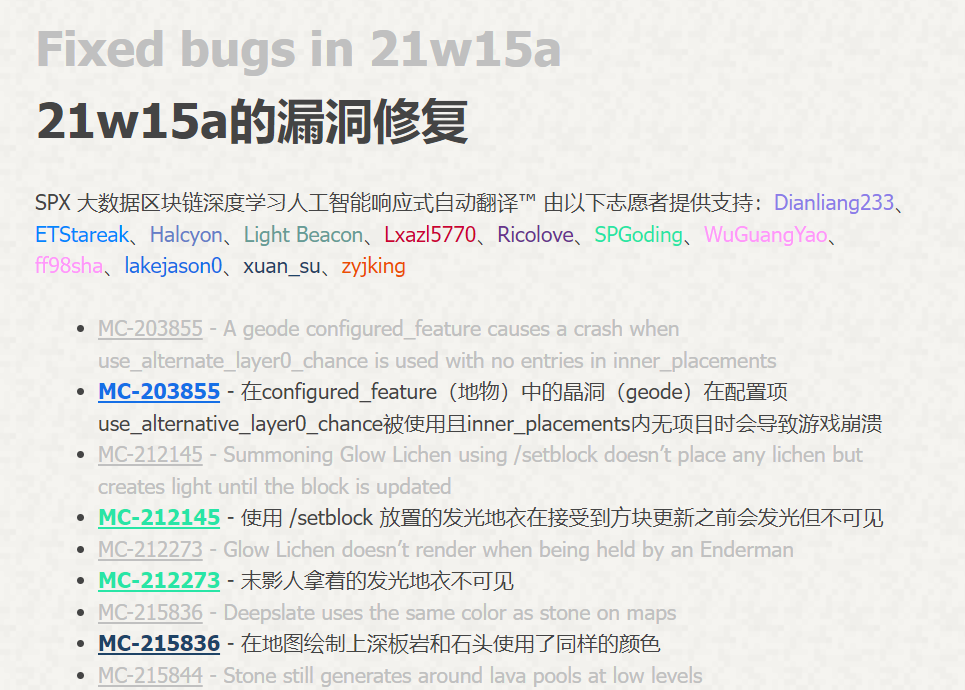 Fixed bugs in 21w15a
21w15a的漏洞修复
SPX 大数据区块链深度学习人工智能响应式自动翻译™ 由以下志愿者提供支持：Dianliang233、
ETStareak、Halcyon、Light Beacon、Lxazl5770、Ricolove、SPGoding、WuGuangYao、
ff98sha、lakejason0、xuan_su、zyjking
• MC-203855 - A geode configured_feature causes a crash when
use_alternate_layer0_chance is used with no entries in inner_placements
• MC-203855 - 在configured_feature（地物）中的晶洞（geode）在配置项
use_alternative_layer0_chance被使用且inner_placements内无项目时会导致游戏崩溃
• MC-212145 - Summoning Glow Lichen using /setblock doesn’t place any lichen but
creates light until the block is updated
• MC-212145 - 使用 /setblock 放置的发光地衣在接受到方块更新之前会发光但不可见
• MC-212273 - Glow Lichen doesn’t render when being held by an Enderman
• MC-212273 - 末影人拿着的发光地衣不可见
• MC-215836 - Deepslate uses the same color as stone on maps
• MC-215836 - 在地图绘制上深板岩和石头使用了同样的颜色
• MC-215844 - Stone still generates around lava pools at low levels